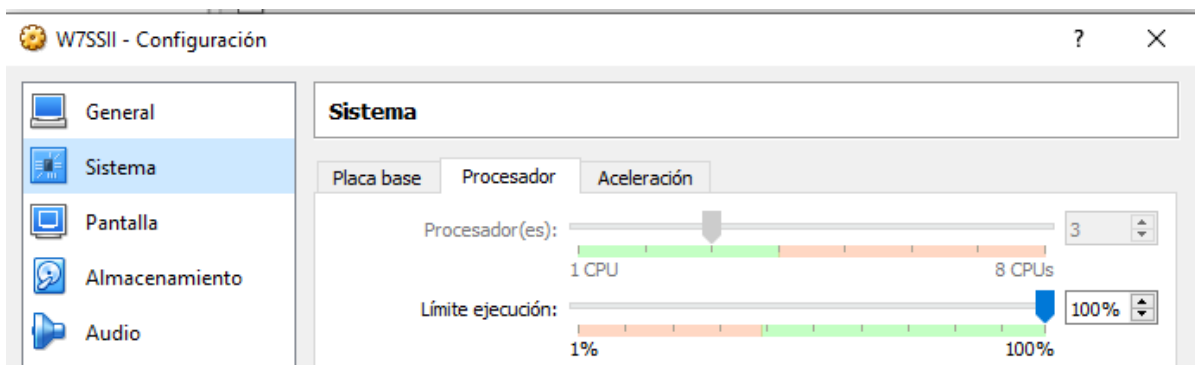 W7SSII - Configuración
?
General
Sistema
Pantalla
Almacenamiento
Audio
Sistema
Placa base Procesador Aceleración
Procesador(es): 3
1 CPU 8 CPUs
Límite ejecución: 100%
1% 100%